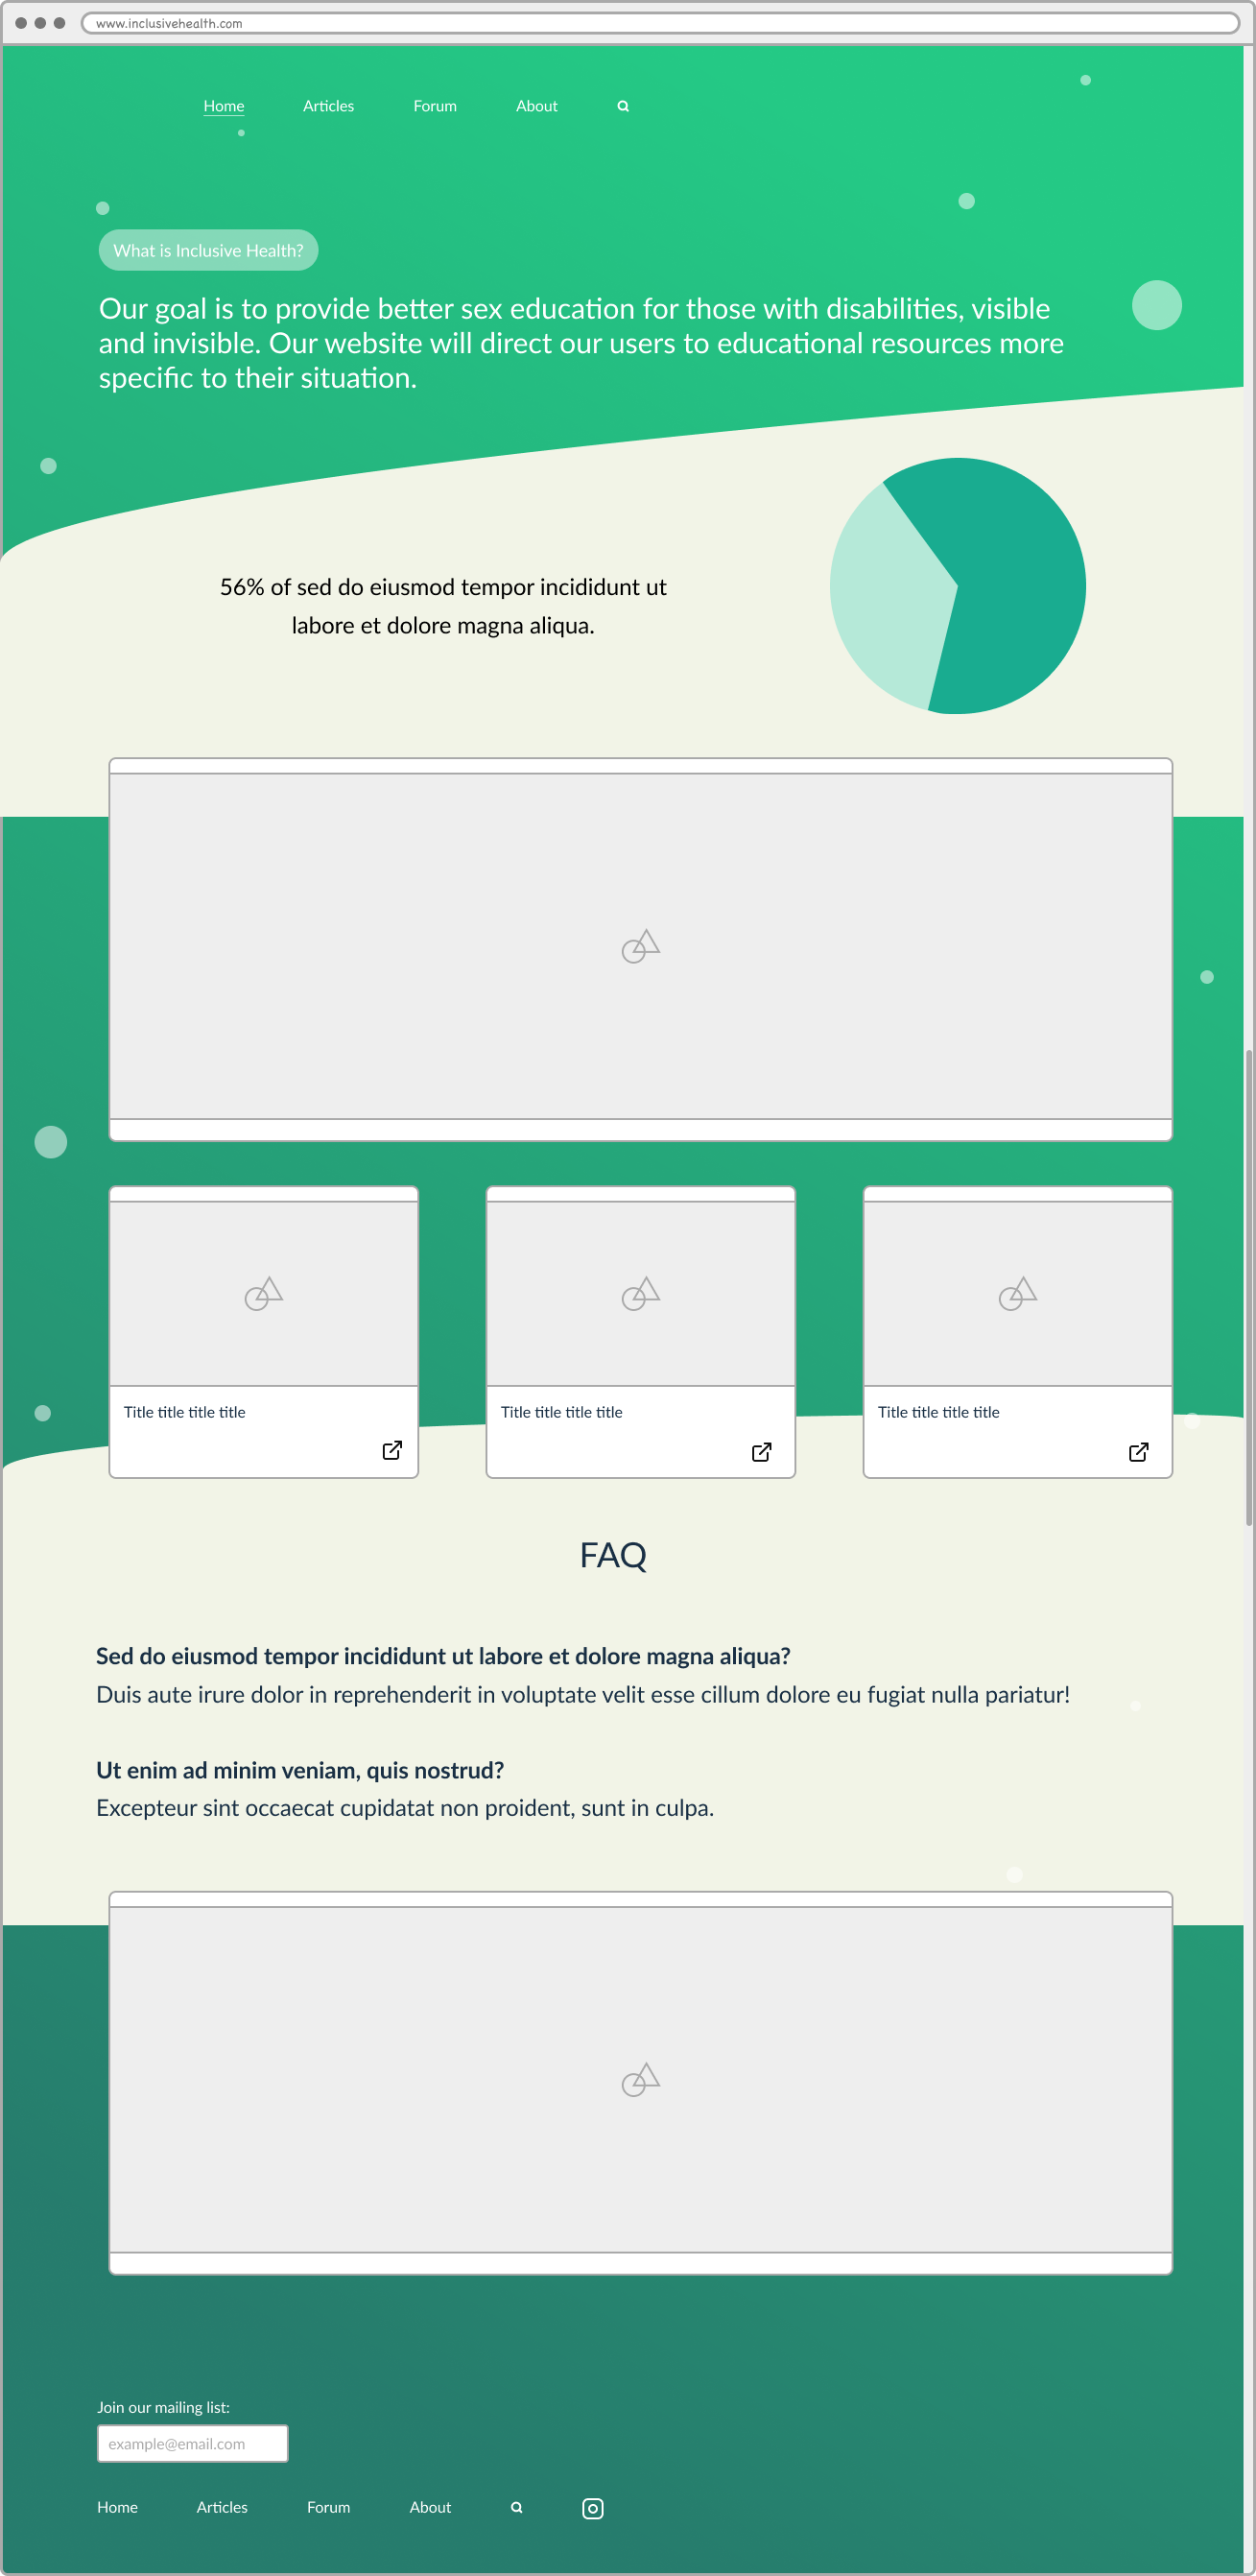 www.inclusivehealth.com
Home Articles Forum About
What is Inclusive Health?
Our goal is to provide better sex education for those with disabilities, visible
and invisible. Our website will direct our users to educational resources more
specific to their situation.
56% of sed do eiusmod tempor incididunt ut
labore et dolore magna aliqua.
Title title title title
Title title title title
Title title title title
FAQ
Sed do eiusmod tempor incididunt ut labore et dolore magna aliqua?
Duis aute irure dolor in reprehenderit in voluptate velit esse cillum dolore eu fugiat nulla pariatur!
Ut enim ad minim veniam, quis nostrud?
Excepteur sint occaecat cupidatat non proident, sunt in culpa.
Join our mailing list:
example@email.com
Home Articles Forum About